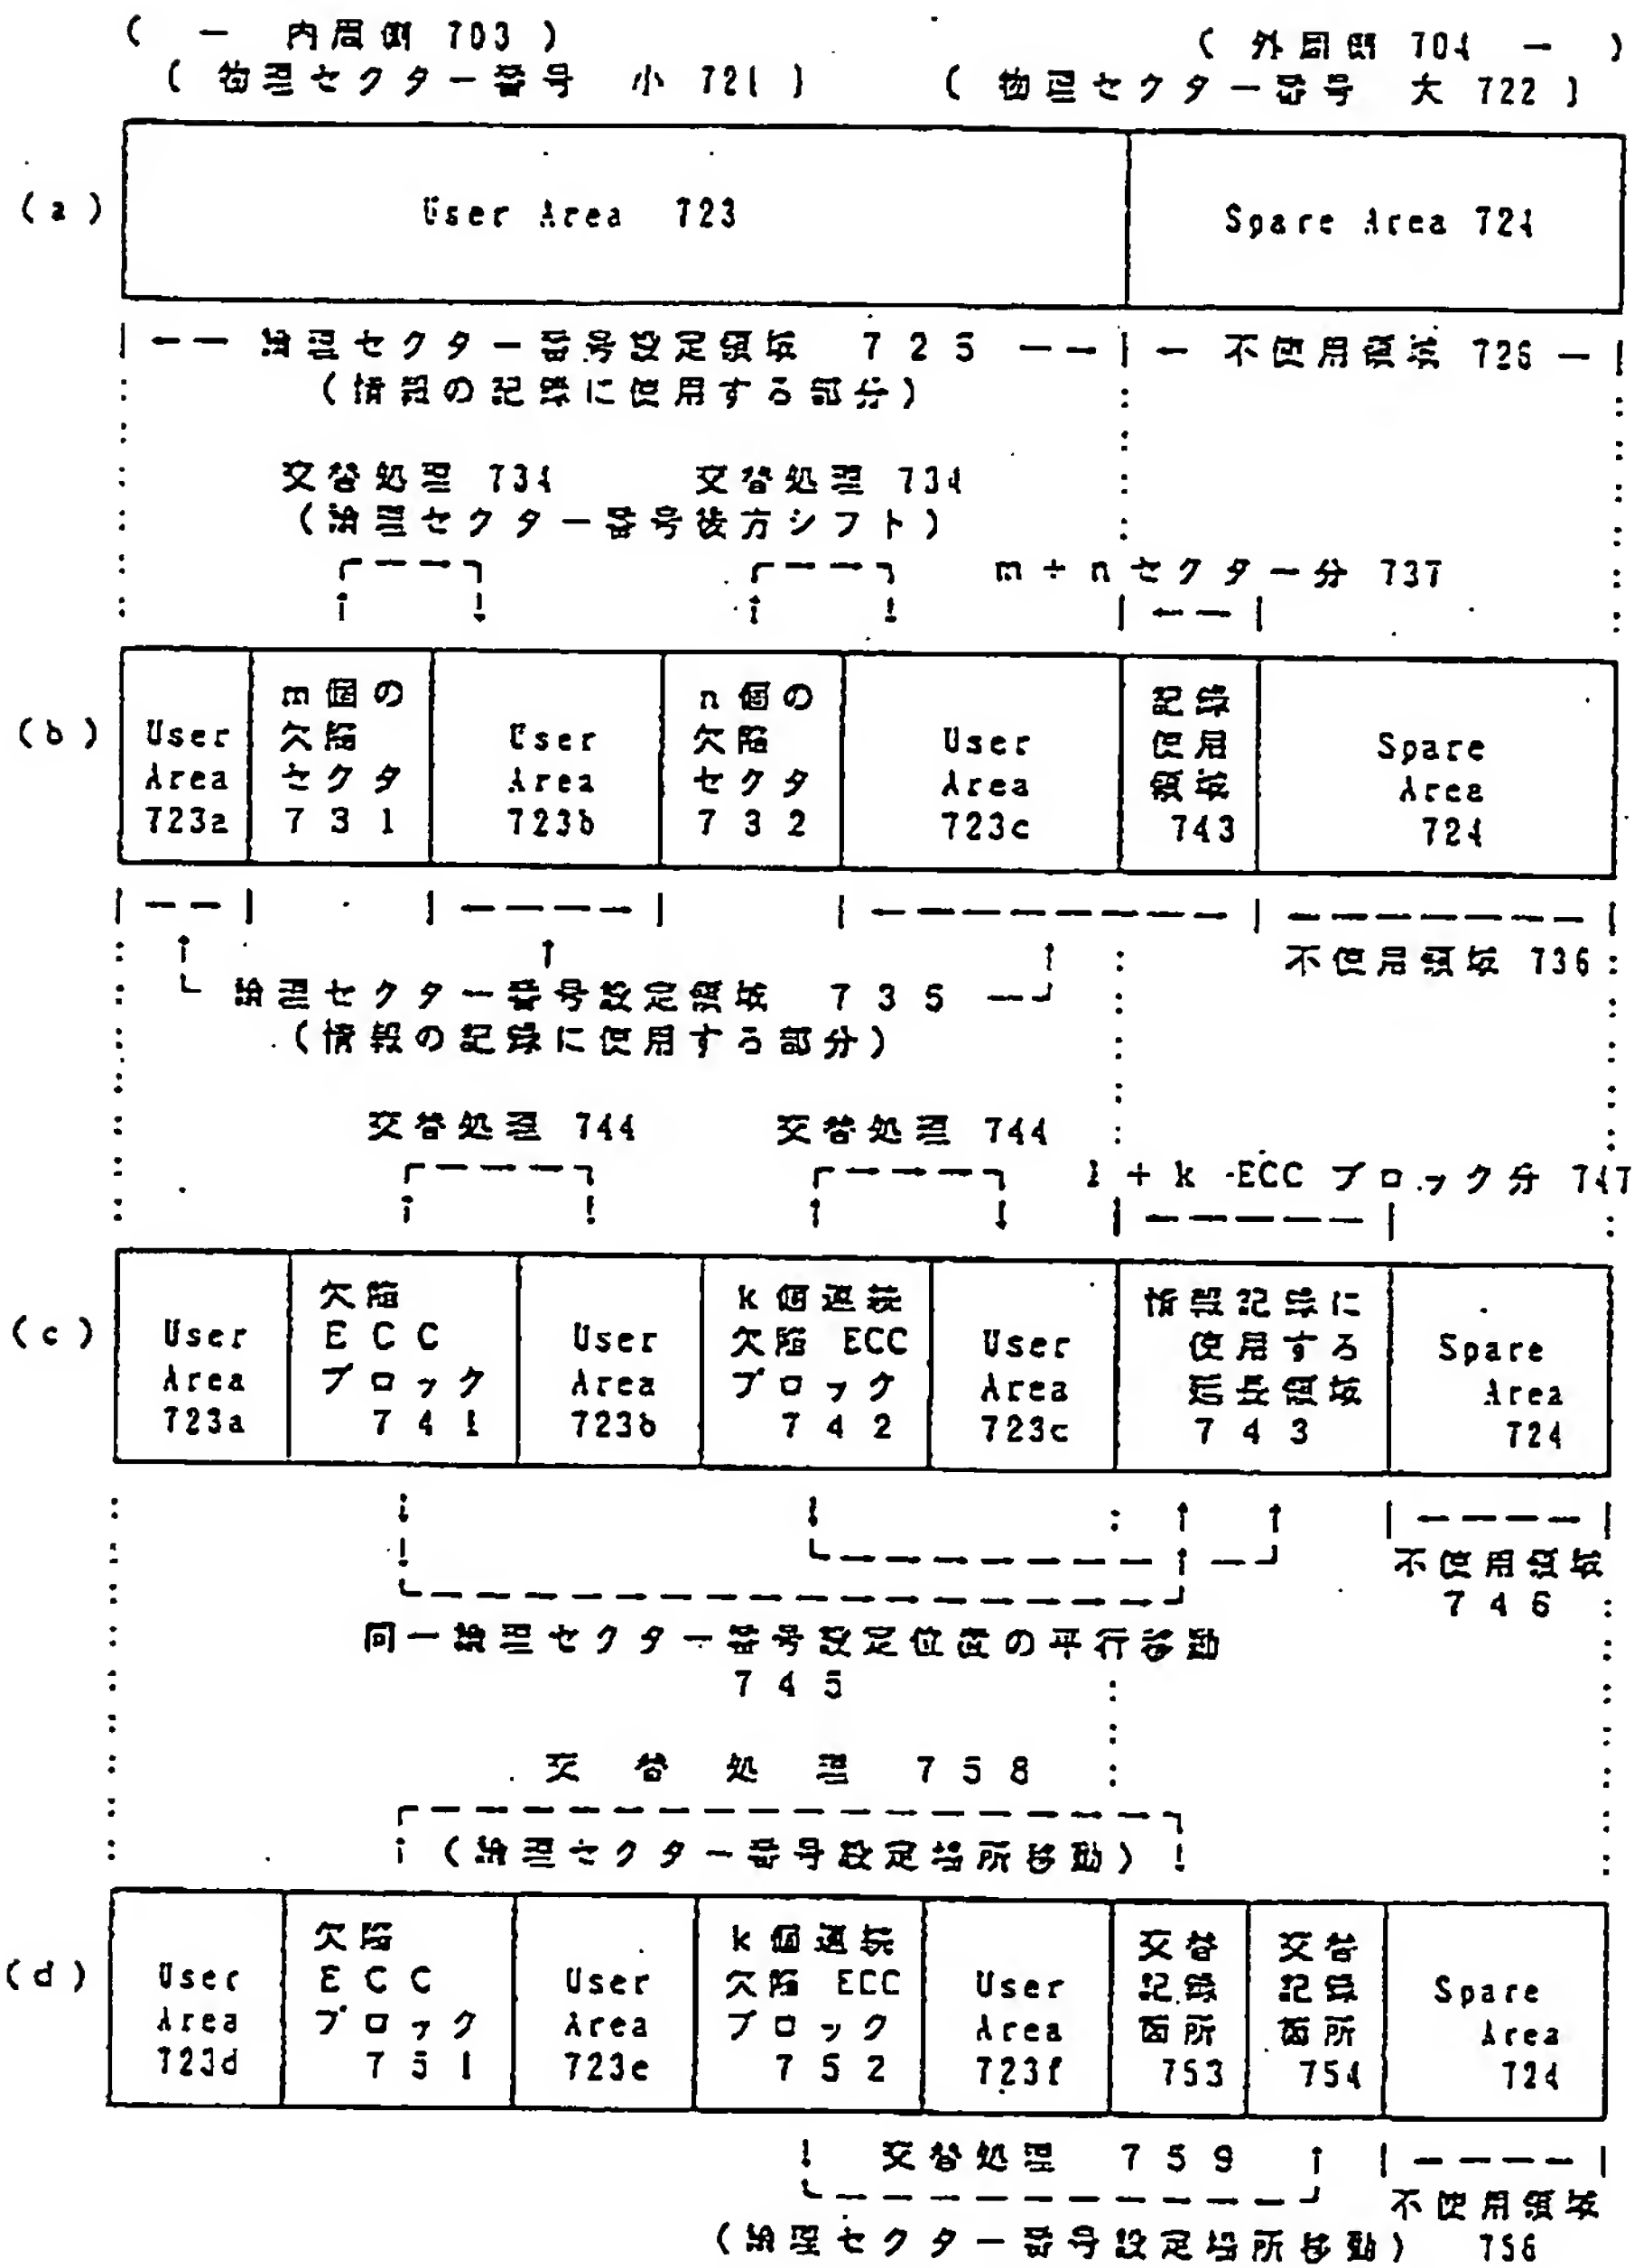 ( ー 内周側 703 )
( 外周側 704 ー )
( 物理セクター番号 小 721 )
( 物理セクター番号 大 722 )
(a)
User Area 723
Spare Area 724
論理セクター番号設定領域 725
(情報の記録に使用する部分)
不使用領域 726
交替処理 734
交替処理 734
(論理セクター番号後方シフト)
m+nセクター分 737
(b)
User
Area
723a
m個の
欠陥
セクタ
731
User
Area
723b
n個の
欠陥
セクタ
732
User
Area
723c
記録
使用
領域
743
Spare
Area
724
不使用領域 736
論理セクター番号設定領域 735
(情報の記録に使用する部分)
交替処理 744
交替処理 744
l + k ECC ブロック分 747
(c)
User
Area
723a
欠陥
ECC
ブロック
741
User
Area
723b
k個連続
欠陥 ECC
ブロック
742
User
Area
723c
情報記録に
使用する
延長領域
743
Spare
Area
724
不使用領域
746
同一論理セクター番号設定位置の平行移動
745
交替処理 758
(論理セクター番号設定場所移動)
(d)
User
Area
723d
欠陥
ECC
ブロック
751
User
Area
723e
k個連続
欠陥 ECC
ブロック
752
User
Area
723f
交替
記録
箇所
753
交替
記録
箇所
754
Spare
Area
724
交替処理 759
(論理セクター番号設定場所移動)
不使用領域
756